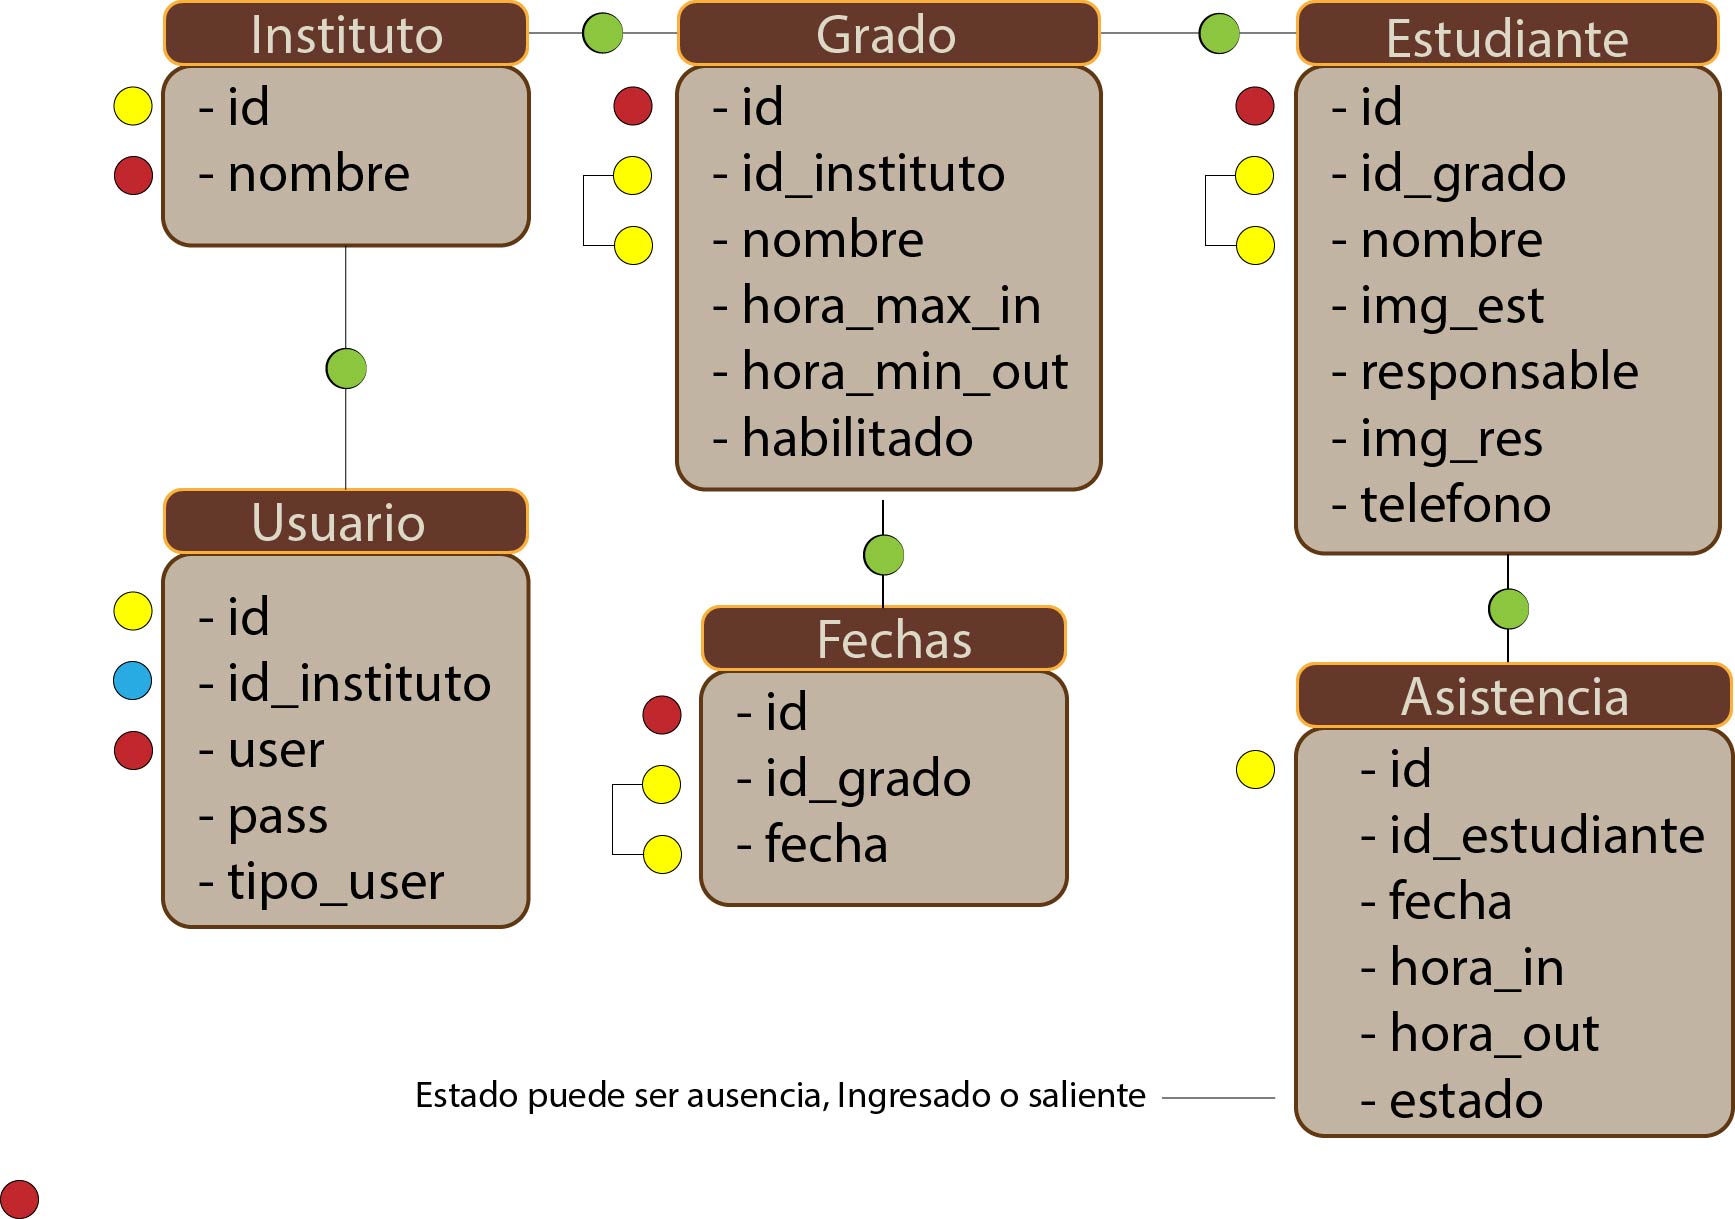 Instituto
- id
- nombre
Grado
- id
- id_instituto
- nombre
- hora_max_in
- hora_min_out
- habilitado
Estudiante
- id
- id_grado
- nombre
- img_est
- responsable
- img_res
- telefono
Usuario
- id
- id_instituto
- user
- pass
- tipo_user
Fechas
- id
- id_grado
- fecha
Asistencia
- id
- id_estudiante
- fecha
- hora_in
- hora_out
- estado
Estado puede ser ausencia, Ingresado o saliente